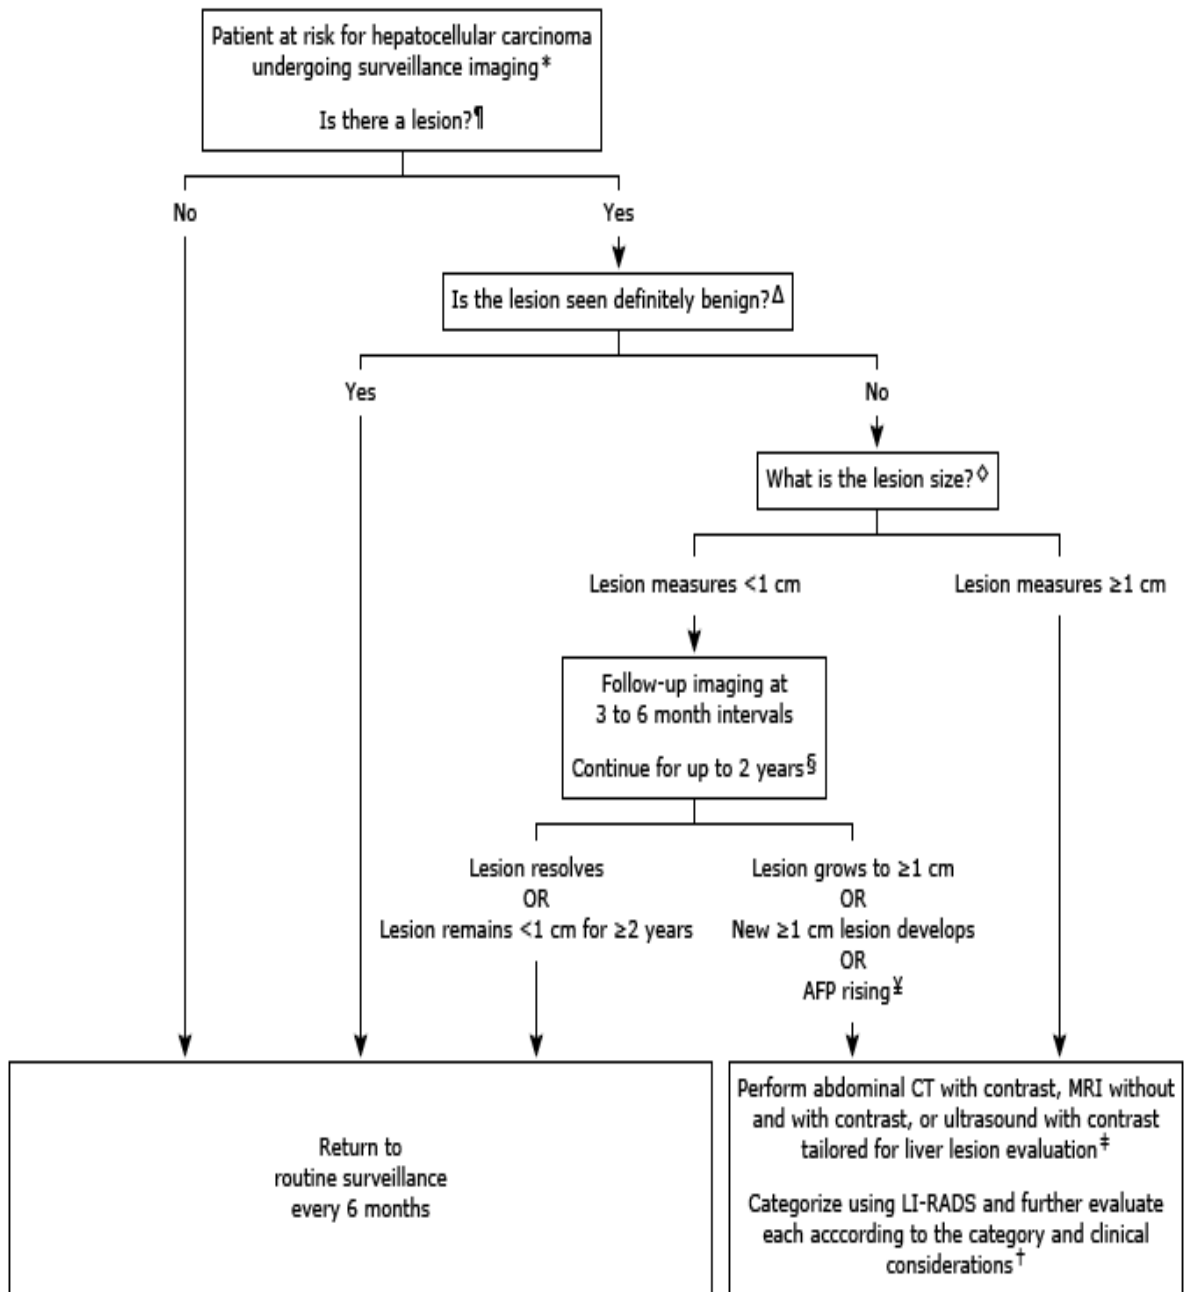 Patient at risk for hepatocellular carcinoma
undergoing surveillance imaging*
Is there a lesion?¶
No
Yes
Is the lesion seen definitely benign?Δ
Yes
No
What is the lesion size?◊
Lesion measures <1 cm
Lesion measures ≥1 cm
Follow-up imaging at
3 to 6 month intervals
Continue for up to 2 years§
Lesion resolves
OR
Lesion remains <1 cm for ≥2 years
Lesion grows to ≥1 cm
OR
New ≥1 cm lesion develops
OR
AFP rising¥
Return to
routine surveillance
every 6 months
Perform abdominal CT with contrast, MRI without
and with contrast, or ultrasound with contrast
tailored for liver lesion evaluation‡
Categorize using LI-RADS and further evaluate
each acccording to the category and clinical
considerations†